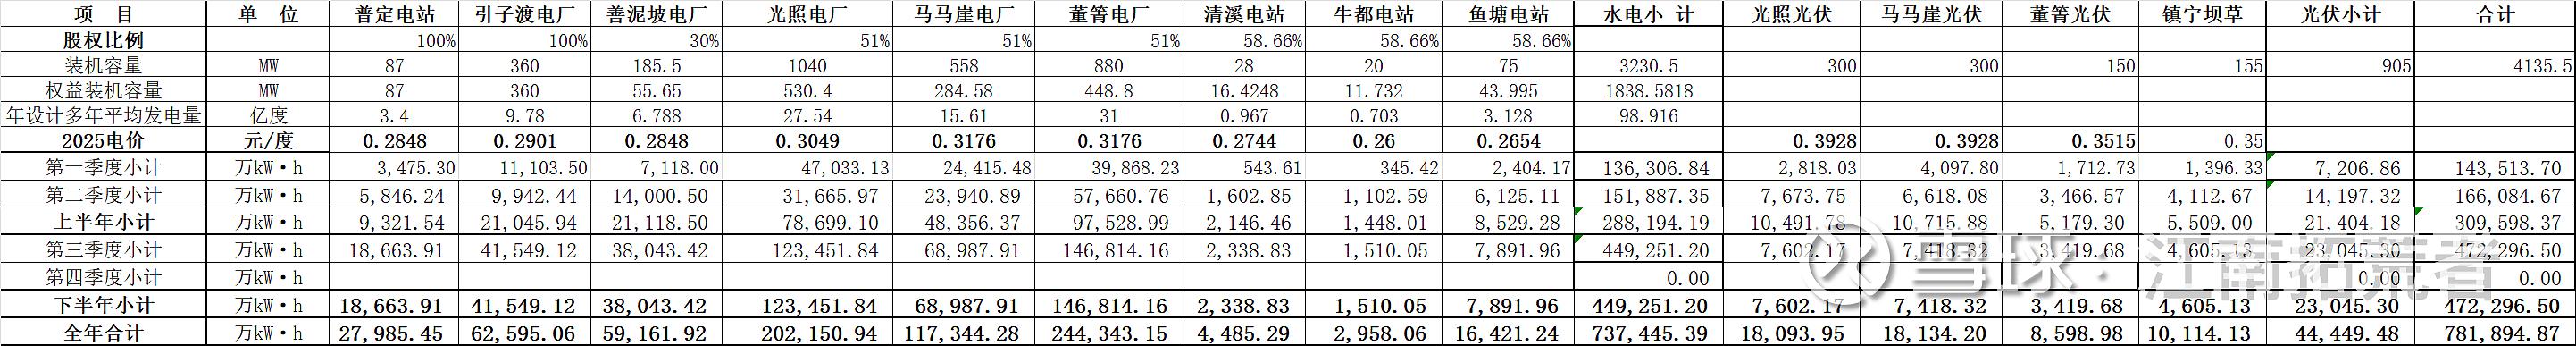 项 目 单 位 普定电站 引子渡电厂 善泥坡电厂 光照电厂 马马崖电厂 董箐电厂 清溪电站 牛都电站 鱼塘电站 水电小 计 光照光伏 马马崖光伏 董箐光伏 镇宁坝草 光伏小计 合计
股权比例 100% 100% 30% 51% 51% 51% 58.66% 58.66% 58.66%
装机容量 MW 87 360 185.5 1040 558 880 28 20 75 3230.5 300 300 150 155 905 4135.5
权益装机容量 MW 87 360 55.65 530.4 284.58 448.8 16.4248 11.732 43.995 1838.5818
年设计多年平均发电量 亿度 3.4 9.78 6.788 27.54 15.61 31 0.967 0.703 3.128 98.916
2025电价 元/度 0.2848 0.2901 0.2848 0.3049 0.3176 0.3176 0.2744 0.26 0.2654 0.3928 0.3928 0.3515 0.35
第一季度小计 万kW·h 3,475.30 11,103.50 7,118.00 47,033.13 24,415.48 39,868.23 543.61 345.42 2,404.17 136,306.84 2,818.03 4,097.80 1,712.73 1,396.33 7,206.86 143,513.70
第二季度小计 万kW·h 5,846.24 9,942.44 14,000.50 31,665.97 23,940.89 57,660.76 1,602.85 1,102.59 6,125.11 151,887.35 7,673.75 6,618.08 3,466.57 4,112.67 14,197.32 166,084.67
上半年小计 万kW·h 9,321.54 21,045.94 21,118.50 78,699.10 48,356.37 97,528.99 2,146.46 1,448.01 8,529.28 288,194.19 10,491.78 10,715.88 5,179.30 5,509.00 21,404.18 309,598.37
第三季度小计 万kW·h 18,663.91 41,549.12 38,043.42 123,451.84 68,987.91 146,814.16 2,338.83 1,510.05 7,891.96 449,251.20 7,602.17 7,418.32 3,419.68 4,605.13 23,045.30 472,296.50
第四季度小计 万kW·h 0.00 0.00 0.00
下半年小计 万kW·h 18,663.91 41,549.12 38,043.42 123,451.84 68,987.91 146,814.16 2,338.83 1,510.05 7,891.96 449,251.20 7,602.17 7,418.32 3,419.68 4,605.13 23,045.30 472,296.50
全年合计 万kW·h 27,985.45 62,595.06 59,161.92 202,150.94 117,344.28 244,343.15 4,485.29 2,958.06 16,421.24 737,445.39 18,093.95 18,134.20 8,598.98 10,114.13 44,449.48 781,894.87
雪球·江南拓荒者